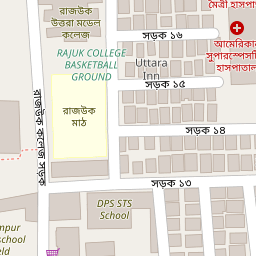 রাজউক
উত্তরা মডেল
কলেজ
সড়ক ১৬
মৈত্রী হাসপাতাল
আমেরিকান
সুপারস্পেসালিটি
হাসপাতাল
RAJUK COLLEGE
BASKETBALL
GROUND
Uttara
Inn
সড়ক ১৫
রাজউক
মাঠ
রাজউক কলেজ সড়ক
সড়ক ১৪
সড়ক ১৩
DPS STS
School
school